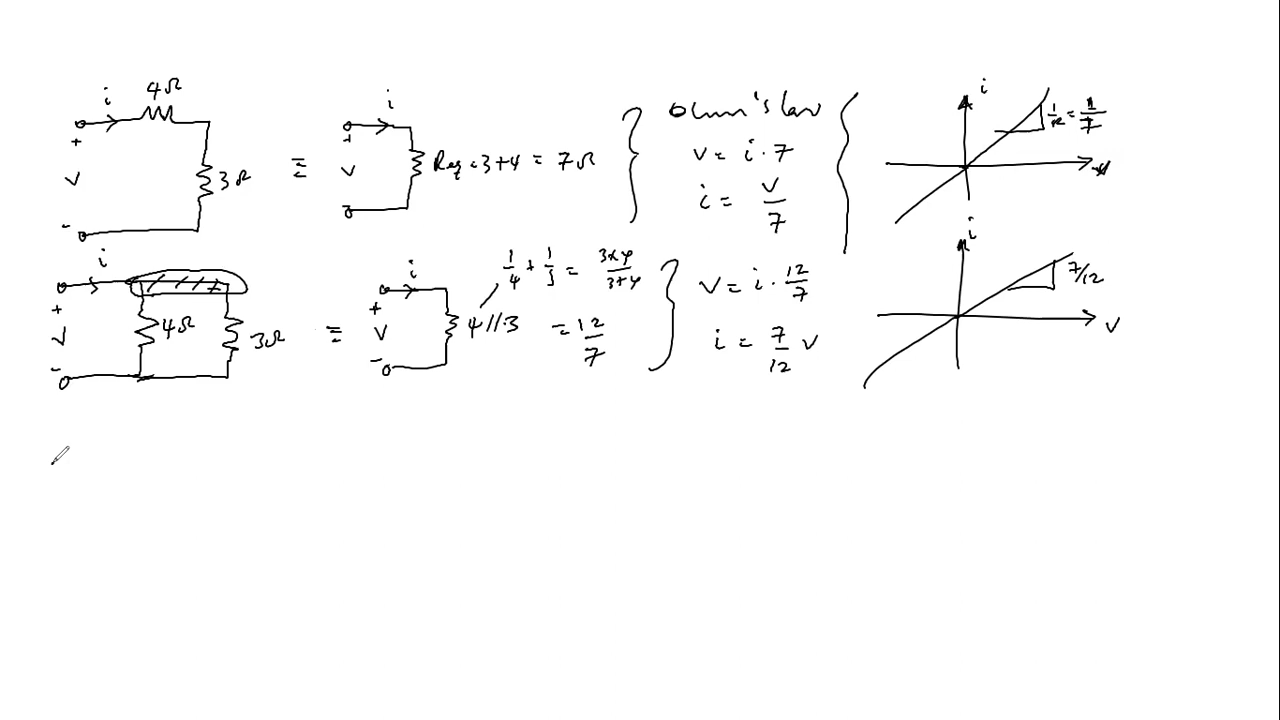 i 4Ω
+
V 3Ω
-
≡
i
+
V Req = 3+4 = 7Ω
Ohm's law
V = i · 7
i = V/7
i
1/R = 1/7
i
+
V 4Ω 3Ω
-
≡
i
+
V 4//3 = 12/7
-
1/4 + 1/3 = 3×4/3+4
V = i · 12/7
i = 7/12 V
i
7/12
V